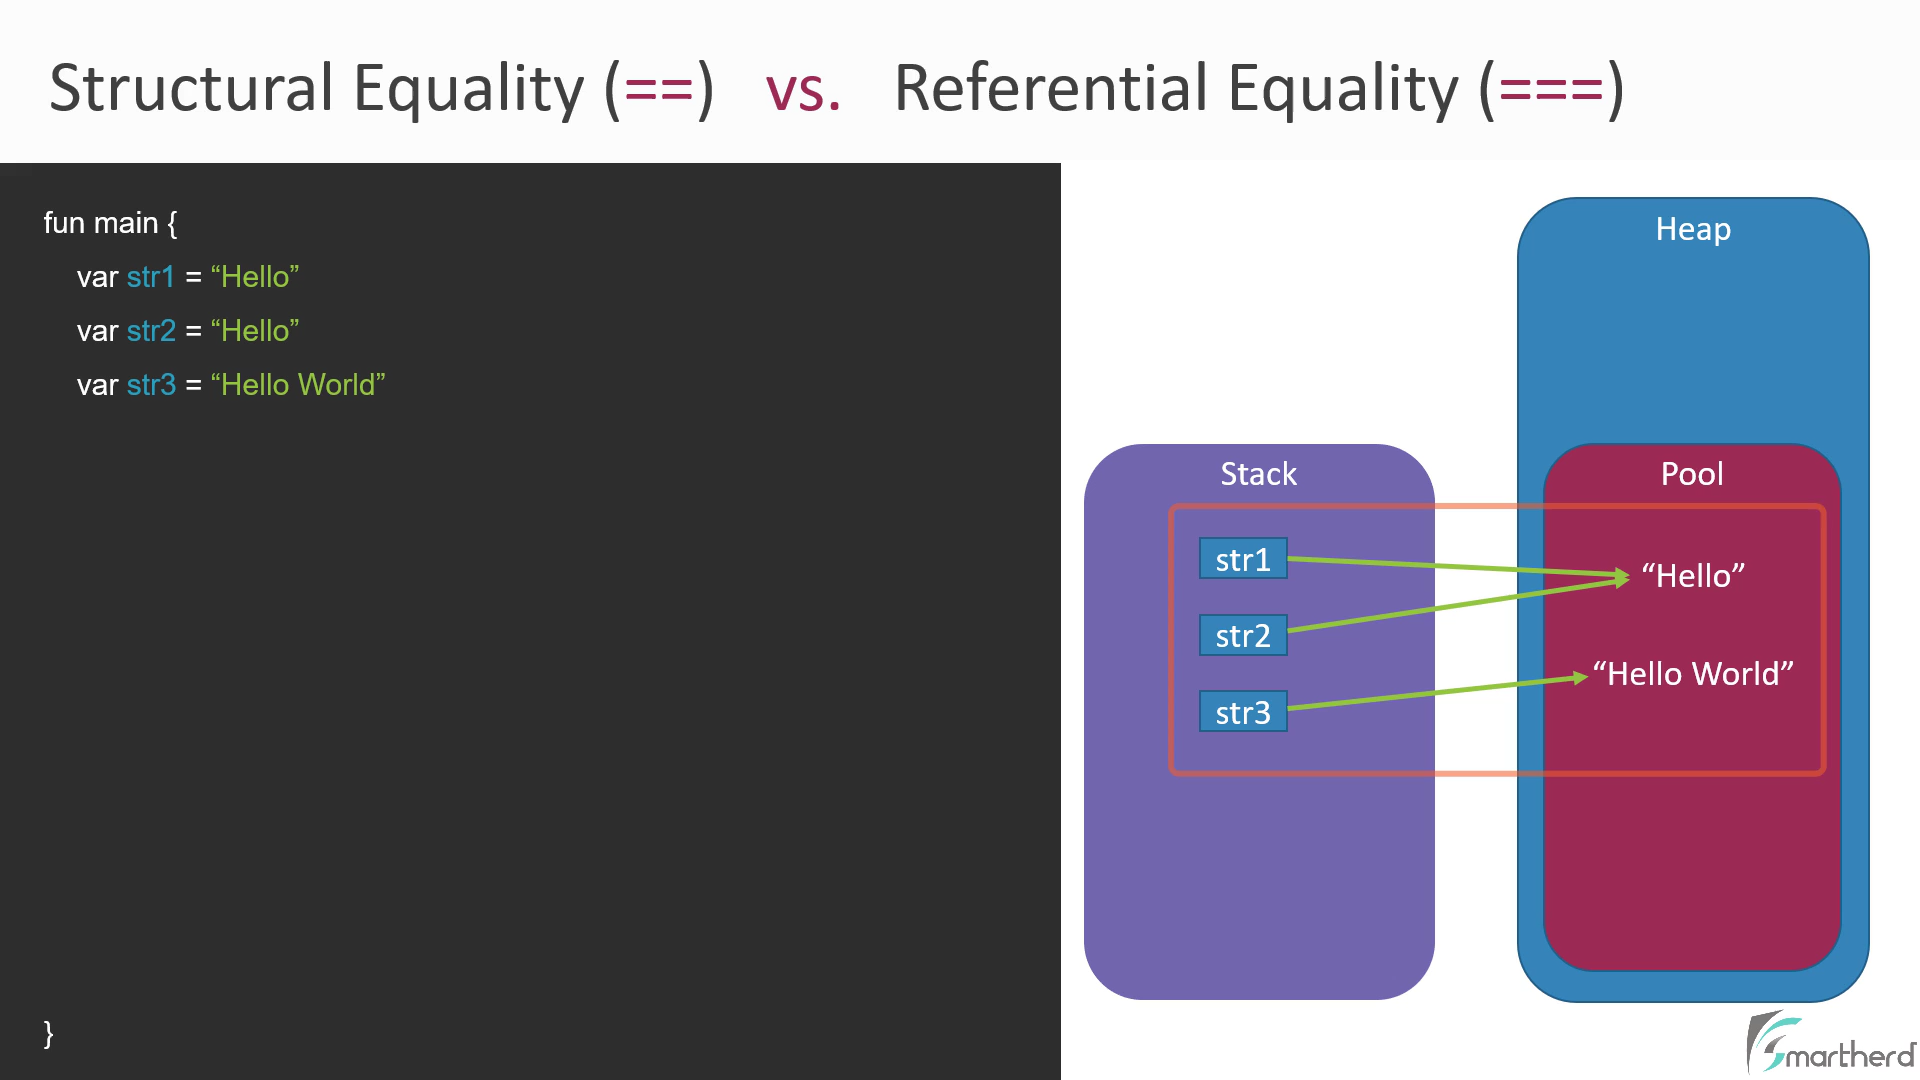 Structural Equality (==) vs. Referential Equality (===)
fun main {
var str1 = “Hello”
var str2 = “Hello”
var str3 = “Hello World”
}
Heap
Stack
Pool
str1
“Hello”
str2
“Hello World”
str3
Smartherd